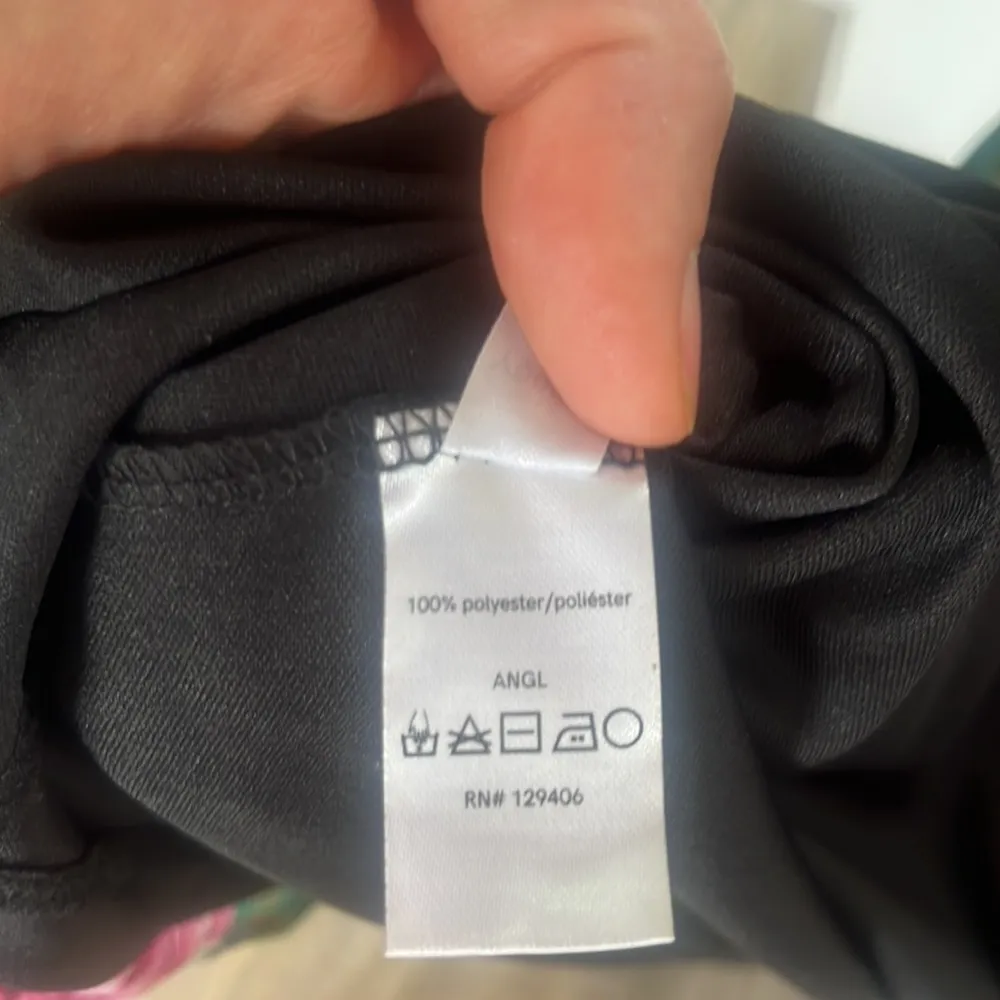 100% polyester/poliéster
ANGL
RN# 129406